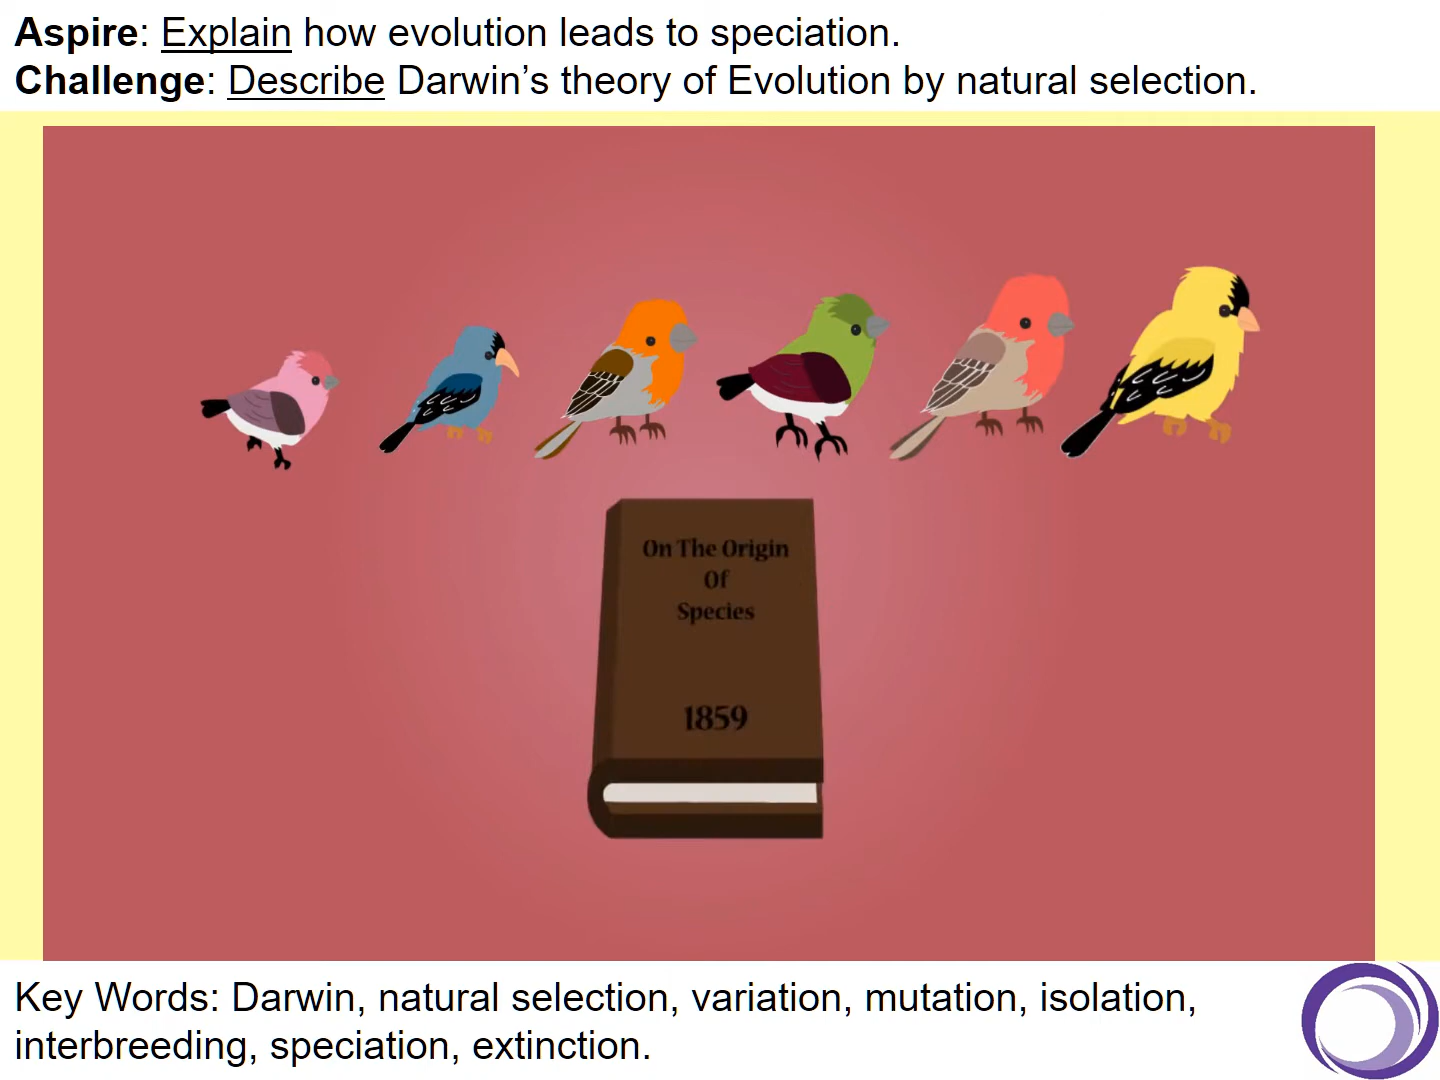 Aspire: Explain how evolution leads to speciation.
Challenge: Describe Darwin’s theory of Evolution by natural selection.
On The Origin
Of
Species
1859
Key Words: Darwin, natural selection, variation, mutation, isolation,
interbreeding, speciation, extinction.